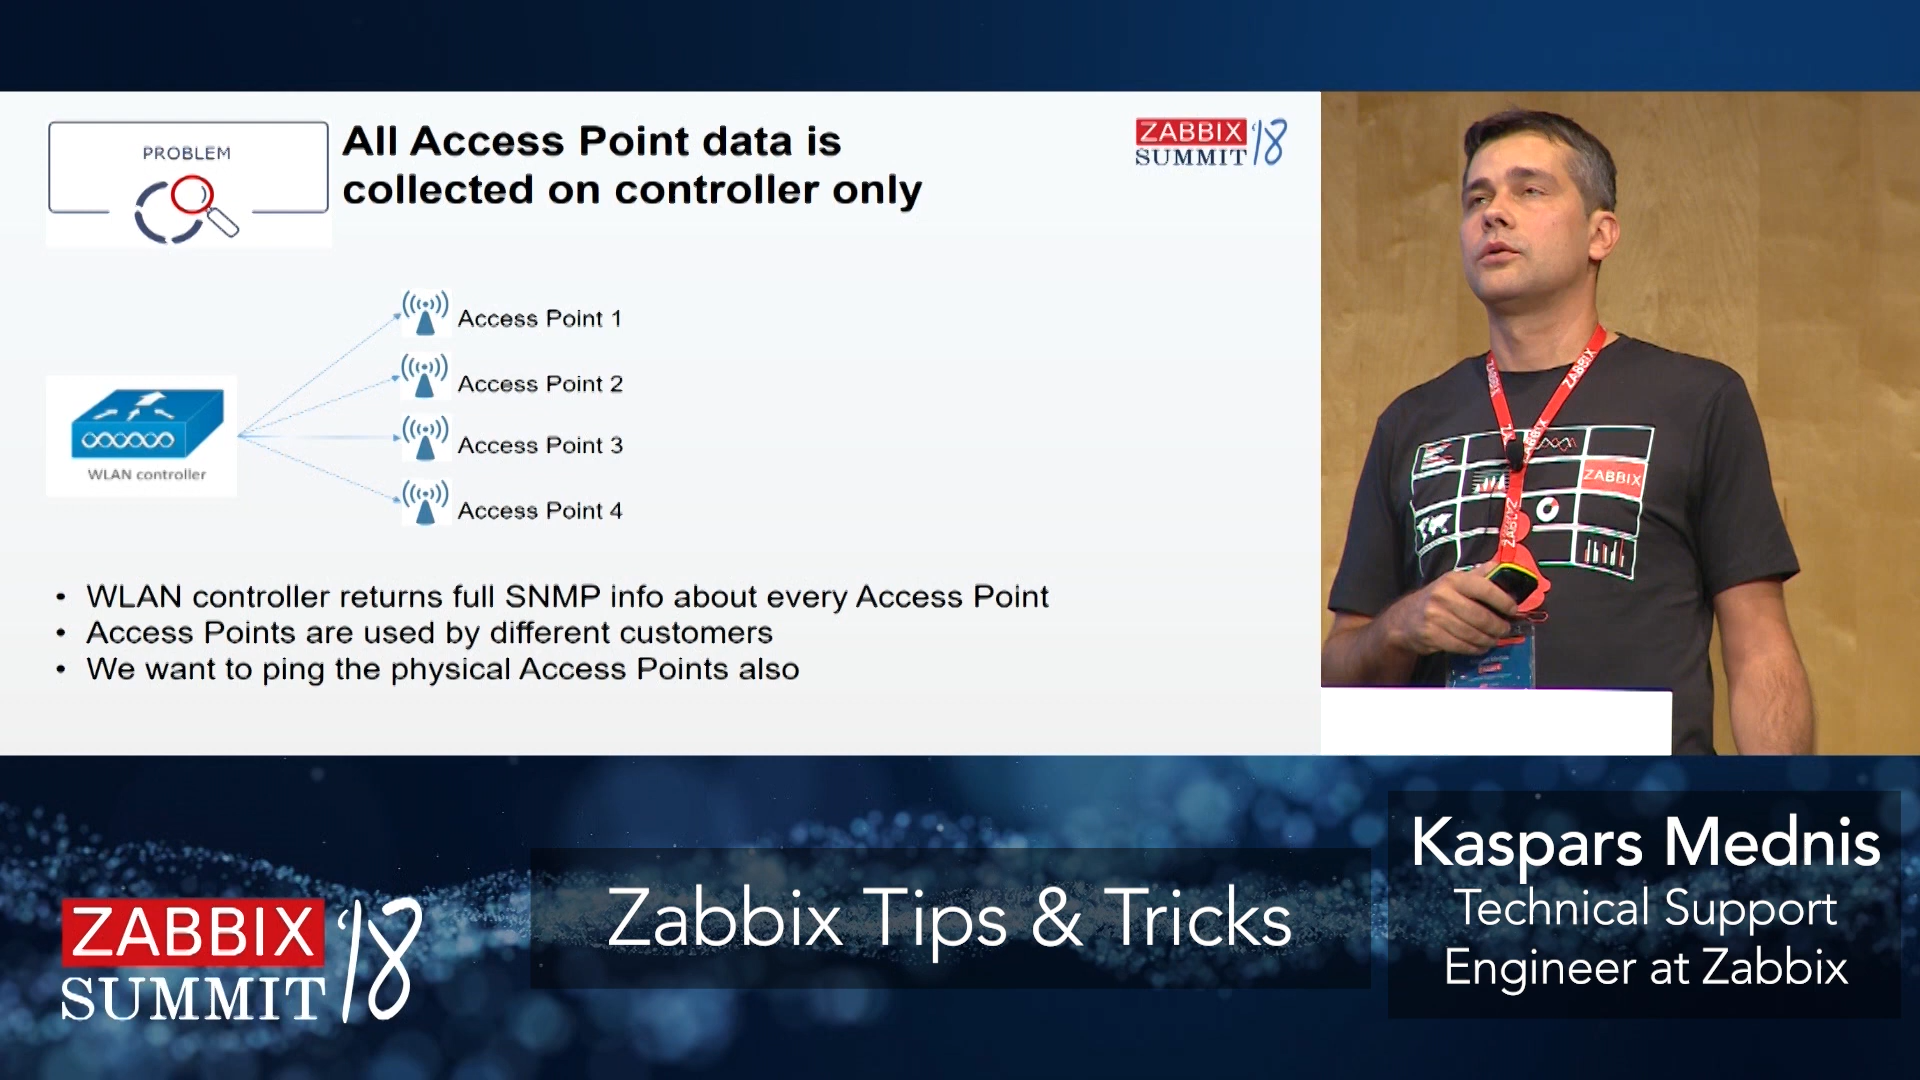 PROBLEM
All Access Point data is
collected on controller only
ZABBIX '18
SUMMIT
Access Point 1
Access Point 2
Access Point 3
Access Point 4
WLAN controller
• WLAN controller returns full SNMP info about every Access Point
• Access Points are used by different customers
• We want to ping the physical Access Points also
ZABBIX
ZABBIX
ZABBIX
Kaspars Mednis
Technical Support
Engineer at Zabbix
Zabbix Tips & Tricks
ZABBIX '18
SUMMIT